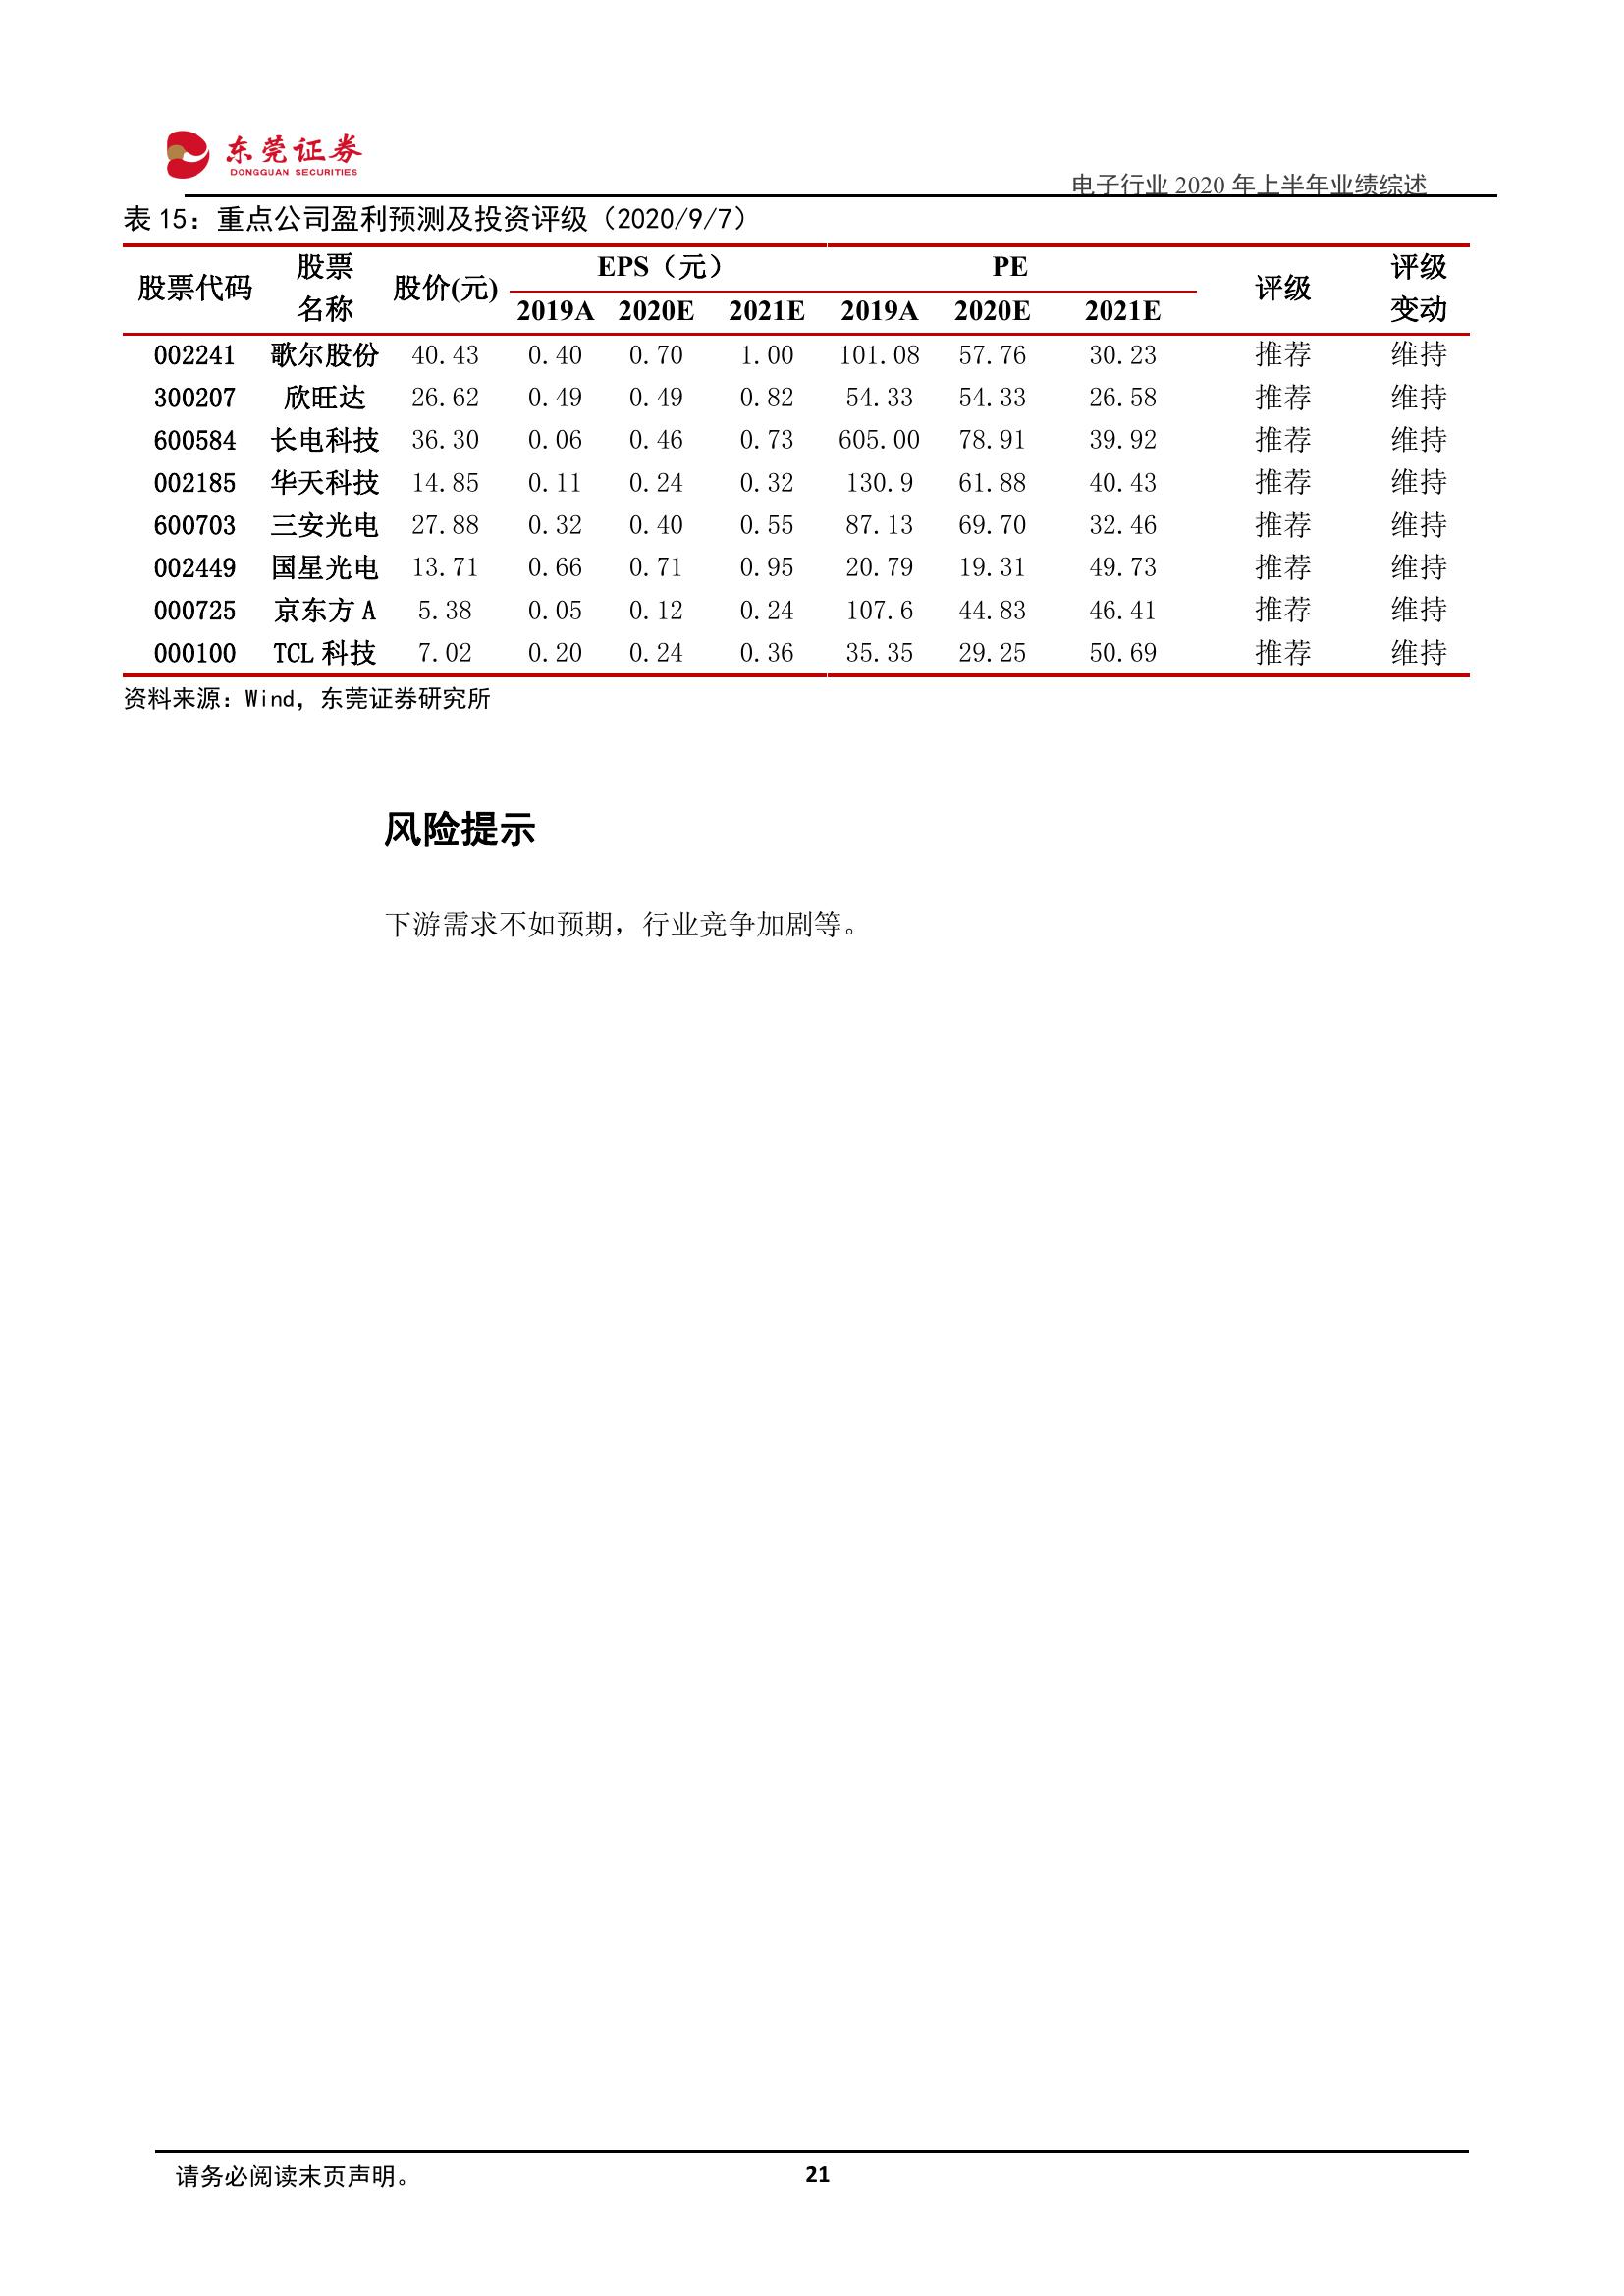 东莞证券
DONGGUAN SECURITIES
电子行业 2020 年上半年业绩综述
表 15：重点公司盈利预测及投资评级（2020/9/7）
股票代码 股票名称 股价(元) EPS（元） PE 评级 评级变动
2019A 2020E 2021E 2019A 2020E 2021E
002241 歌尔股份 40.43 0.40 0.70 1.00 101.08 57.76 30.23 推荐 维持
300207 欣旺达 26.62 0.49 0.49 0.82 54.33 54.33 26.58 推荐 维持
600584 长电科技 36.30 0.06 0.46 0.73 605.00 78.91 39.92 推荐 维持
002185 华天科技 14.85 0.11 0.24 0.32 130.9 61.88 40.43 推荐 维持
600703 三安光电 27.88 0.32 0.40 0.55 87.13 69.70 32.46 推荐 维持
002449 国星光电 13.71 0.66 0.71 0.95 20.79 19.31 49.73 推荐 维持
000725 京东方 A 5.38 0.05 0.12 0.24 107.6 44.83 46.41 推荐 维持
000100 TCL 科技 7.02 0.20 0.24 0.36 35.35 29.25 50.69 推荐 维持
资料来源：Wind，东莞证券研究所
风险提示
下游需求不如预期，行业竞争加剧等。
请务必阅读末页声明。
21